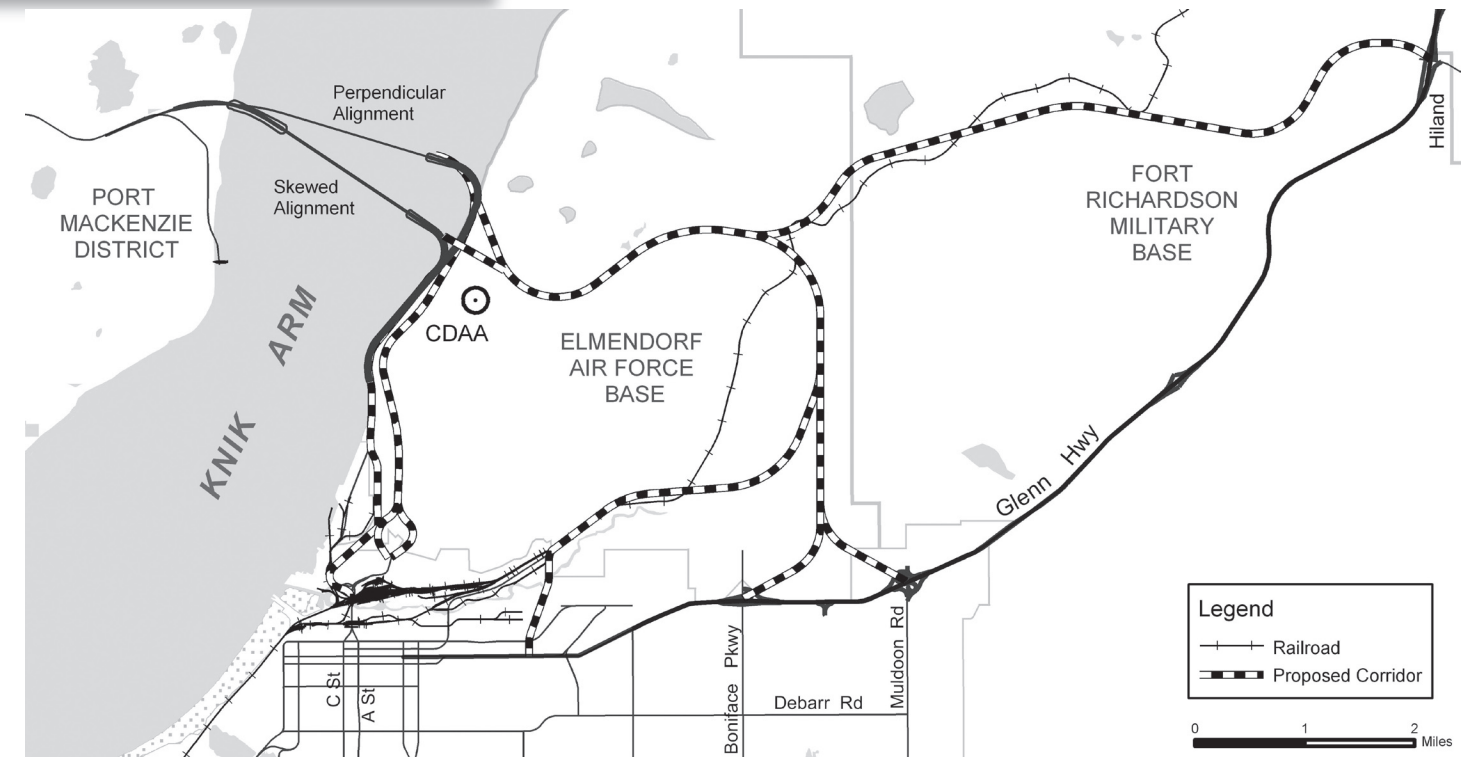 Perpendicular
Alignment
Skewed
Alignment
PORT
MACKENZIE
DISTRICT
KNIK ARM
CDAA
ELMENDORF
AIR FORCE
BASE
FORT
RICHARDSON
MILITARY
BASE
Hiland
Glenn Hwy
C St
A St
Boniface Pkwy
Debarr Rd
Muldoon Rd
Legend
Railroad
Proposed Corridor
0 1 2
Miles